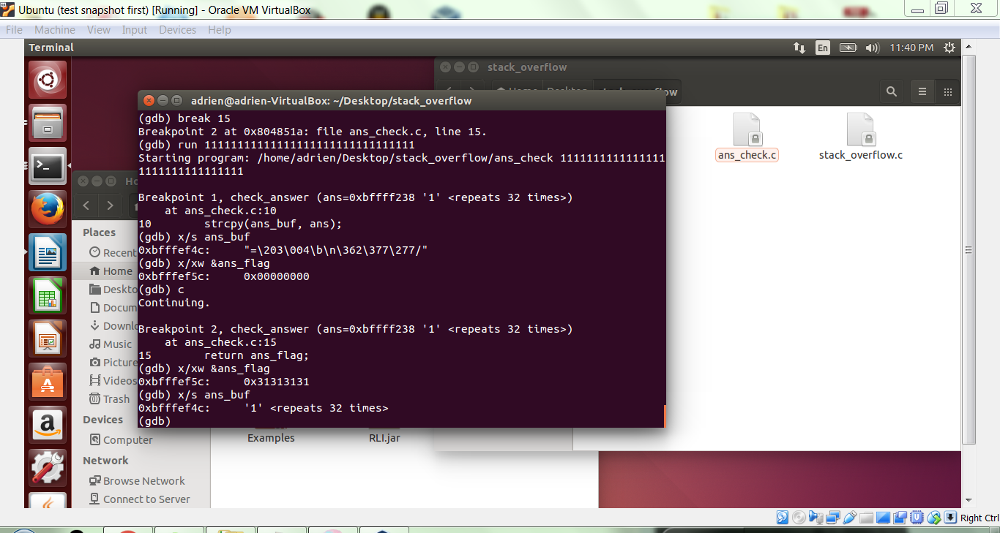 Ubuntu (test snapshot first) [Running] - Oracle VM VirtualBox
File Machine View Input Devices Help
Terminal
En
11:40 PM
stack_overflow
adrien@adrien-VirtualBox: ~/Desktop/stack_overflow
(gdb) break 15
Breakpoint 2 at 0x804851a: file ans_check.c, line 15.
(gdb) run 11111111111111111111111111111111
Starting program: /home/adrien/Desktop/stack_overflow/ans_check 1111111111111111
1111111111111111
Breakpoint 1, check_answer (ans=0xbffff238 '1' <repeats 32 times>)
at ans_check.c:10
10 strcpy(ans_buf, ans);
(gdb) x/s ans_buf
0xbfffef4c: "=\203\004\b\n\362\377\277/"
(gdb) x/xw &ans_flag
0xbfffef5c: 0x00000000
(gdb) c
Continuing.
Breakpoint 2, check_answer (ans=0xbffff238 '1' <repeats 32 times>)
at ans_check.c:15
15 return ans_flag;
(gdb) x/xw &ans_flag
0xbfffef5c: 0x31313131
(gdb) x/s ans_buf
0xbfffef4c: '1' <repeats 32 times>
(gdb)
ans_check.c
stack_overflow.c
Places
Recent
Home
Deskto
Docum
Downl
Music
Picture
Videos
Trash
Devices
Computer
Network
Browse Network
Connect to Server
Examples
RLI.jar
Right Ctrl